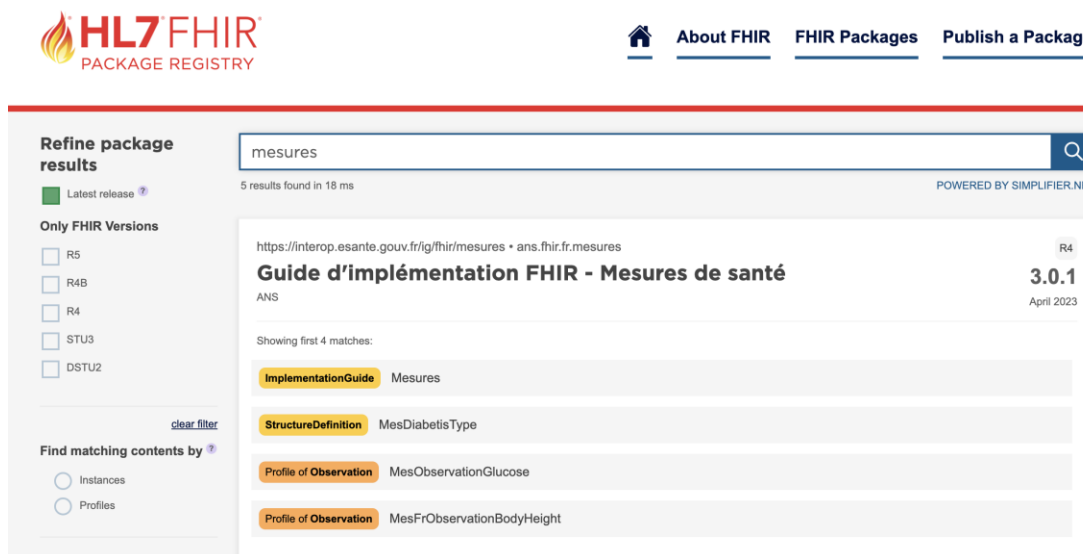 HL7 FHIR®
PACKAGE REGISTRY
About FHIR
FHIR Packages
Publish a Packag
Refine package
results
Latest release ?
Only FHIR Versions
R5
R4B
R4
STU3
DSTU2
clear filter
Find matching contents by ?
Instances
Profiles
mesures
5 results found in 18 ms
POWERED BY SIMPLIFIER.N
https://interop.esante.gouv.fr/ig/fhir/mesures • ans.fhir.fr.mesures
R4
Guide d'implémentation FHIR - Mesures de santé
3.0.1
ANS
April 2023
Showing first 4 matches:
ImplementationGuide Mesures
StructureDefinition MesDiabetisType
Profile of Observation MesObservationGlucose
Profile of Observation MesFrObservationBodyHeight